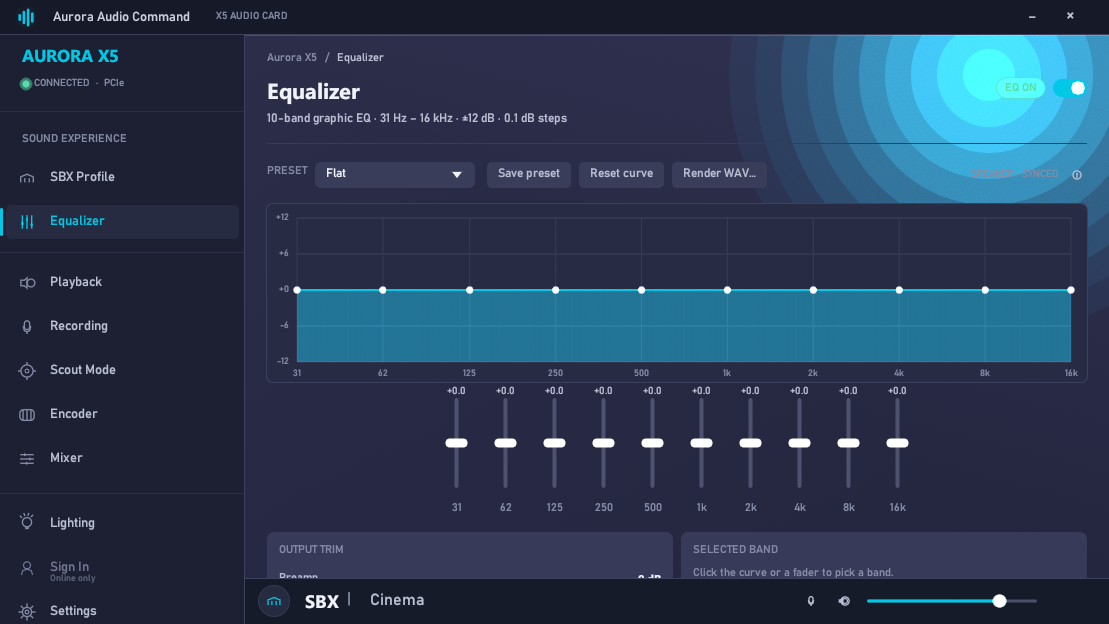 Aurora Audio Command
X5 AUDIO CARD
AURORA X5
CONNECTED · PCIe
SOUND EXPERIENCE
SBX Profile
Equalizer
Playback
Recording
Scout Mode
Encoder
Mixer
Lighting
Sign In
Online only
Settings
Aurora X5 / Equalizer
Equalizer
EQ ON
10-band graphic EQ · 31 Hz – 16 kHz · ±12 dB · 0.1 dB steps
PRESET
Flat
Save preset
Reset curve
Render WAV...
SYNCED
+12
+6
+0
−6
−12
31 62 125 250 500 1k 2k 4k 8k 16k
+0.0 +0.0 +0.0 +0.0 +0.0 +0.0 +0.0 +0.0 +0.0 +0.0
31 62 125 250 500 1k 2k 4k 8k 16k
OUTPUT TRIM
Preamp 0 dB
SELECTED BAND
Click the curve or a fader to pick a band.
SBX | Cinema